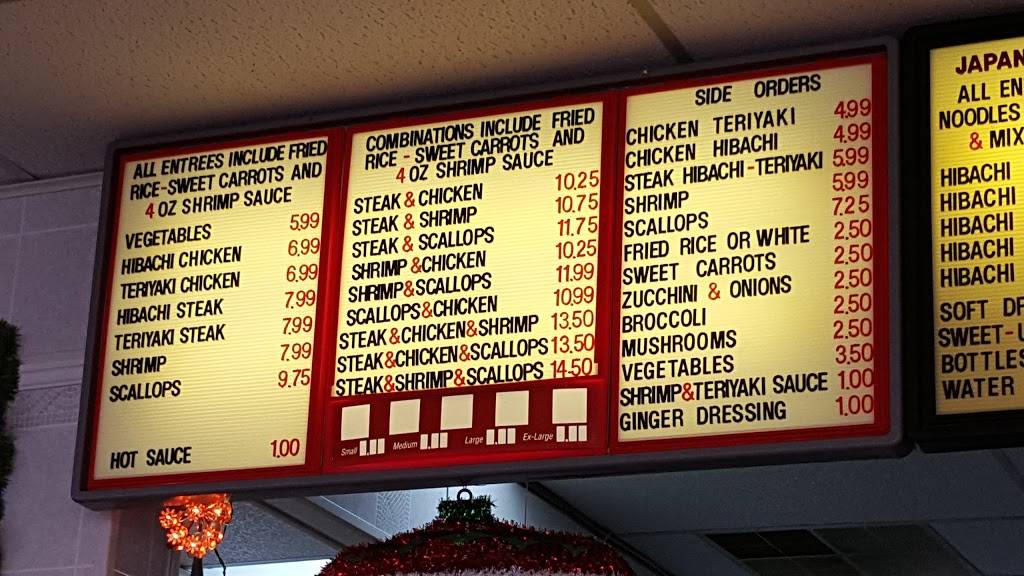 ALL ENTREES INCLUDE FRIED
RICE-SWEET CARROTS AND
4 OZ SHRIMP SAUCE
VEGETABLES 5.99
HIBACHI CHICKEN 6.99
TERIYAKI CHICKEN 6.99
HIBACHI STEAK 7.99
TERIYAKI STEAK 7.99
SHRIMP 7.99
SCALLOPS 9.75
HOT SAUCE 1.00
COMBINATIONS INCLUDE FRIED
RICE - SWEET CARROTS AND
4 OZ SHRIMP SAUCE
STEAK & CHICKEN 10.25
STEAK & SHRIMP 10.75
STEAK & SCALLOPS 11.75
SHRIMP &CHICKEN 10.25
SHRIMP&SCALLOPS 11.99
SCALLOPS&CHICKEN 10.99
STEAK&CHICKEN&SHRIMP 13.50
STEAK&CHICKEN&SCALLOPS 13.50
STEAK&SHRIMP&SCALLOPS 14.50
Small Medium Large Ex-Large
SIDE ORDERS
CHICKEN TERIYAKI 4.99
CHICKEN HIBACHI 4.99
STEAK HIBACHI-TERIYAKI 5.99
SHRIMP 5.99
SCALLOPS 7.25
FRIED RICE OR WHITE 2.50
SWEET CARROTS 2.50
ZUCCHINI & ONIONS 2.50
BROCCOLI 2.50
MUSHROOMS 2.50
VEGETABLES 3.50
SHRIMP&TERIYAKI SAUCE 1.00
GINGER DRESSING 1.00
JAPAN
ALL EN
NOODLES
& MIX
HIBACHI
HIBACHI
HIBACHI
HIBACHI
HIBACHI
SOFT DR
SWEET-U
BOTTLES
WATER